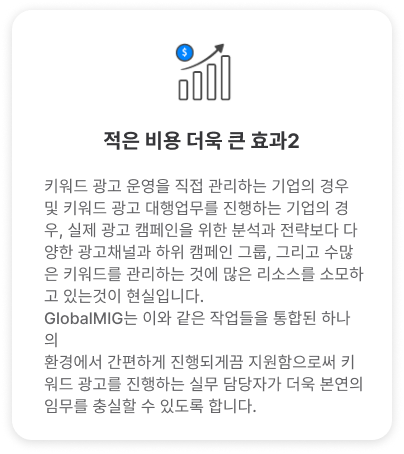 $
적은 비용 더욱 큰 효과2
키워드 광고 운영을 직접 관리하는 기업의 경우
및 키워드 광고 대행업무를 진행하는 기업의 경
우, 실제 광고 캠페인을 위한 분석과 전략보다 다
양한 광고채널과 하위 캠페인 그룹, 그리고 수많
은 키워드를 관리하는 것에 많은 리소스를 소모하
고 있는것이 현실입니다.
GlobalMIG는 이와 같은 작업들을 통합된 하나
의
환경에서 간편하게 진행되게끔 지원함으로써 키
워드 광고를 진행하는 실무 담당자가 더욱 본연의
임무를 충실할 수 있도록 합니다.